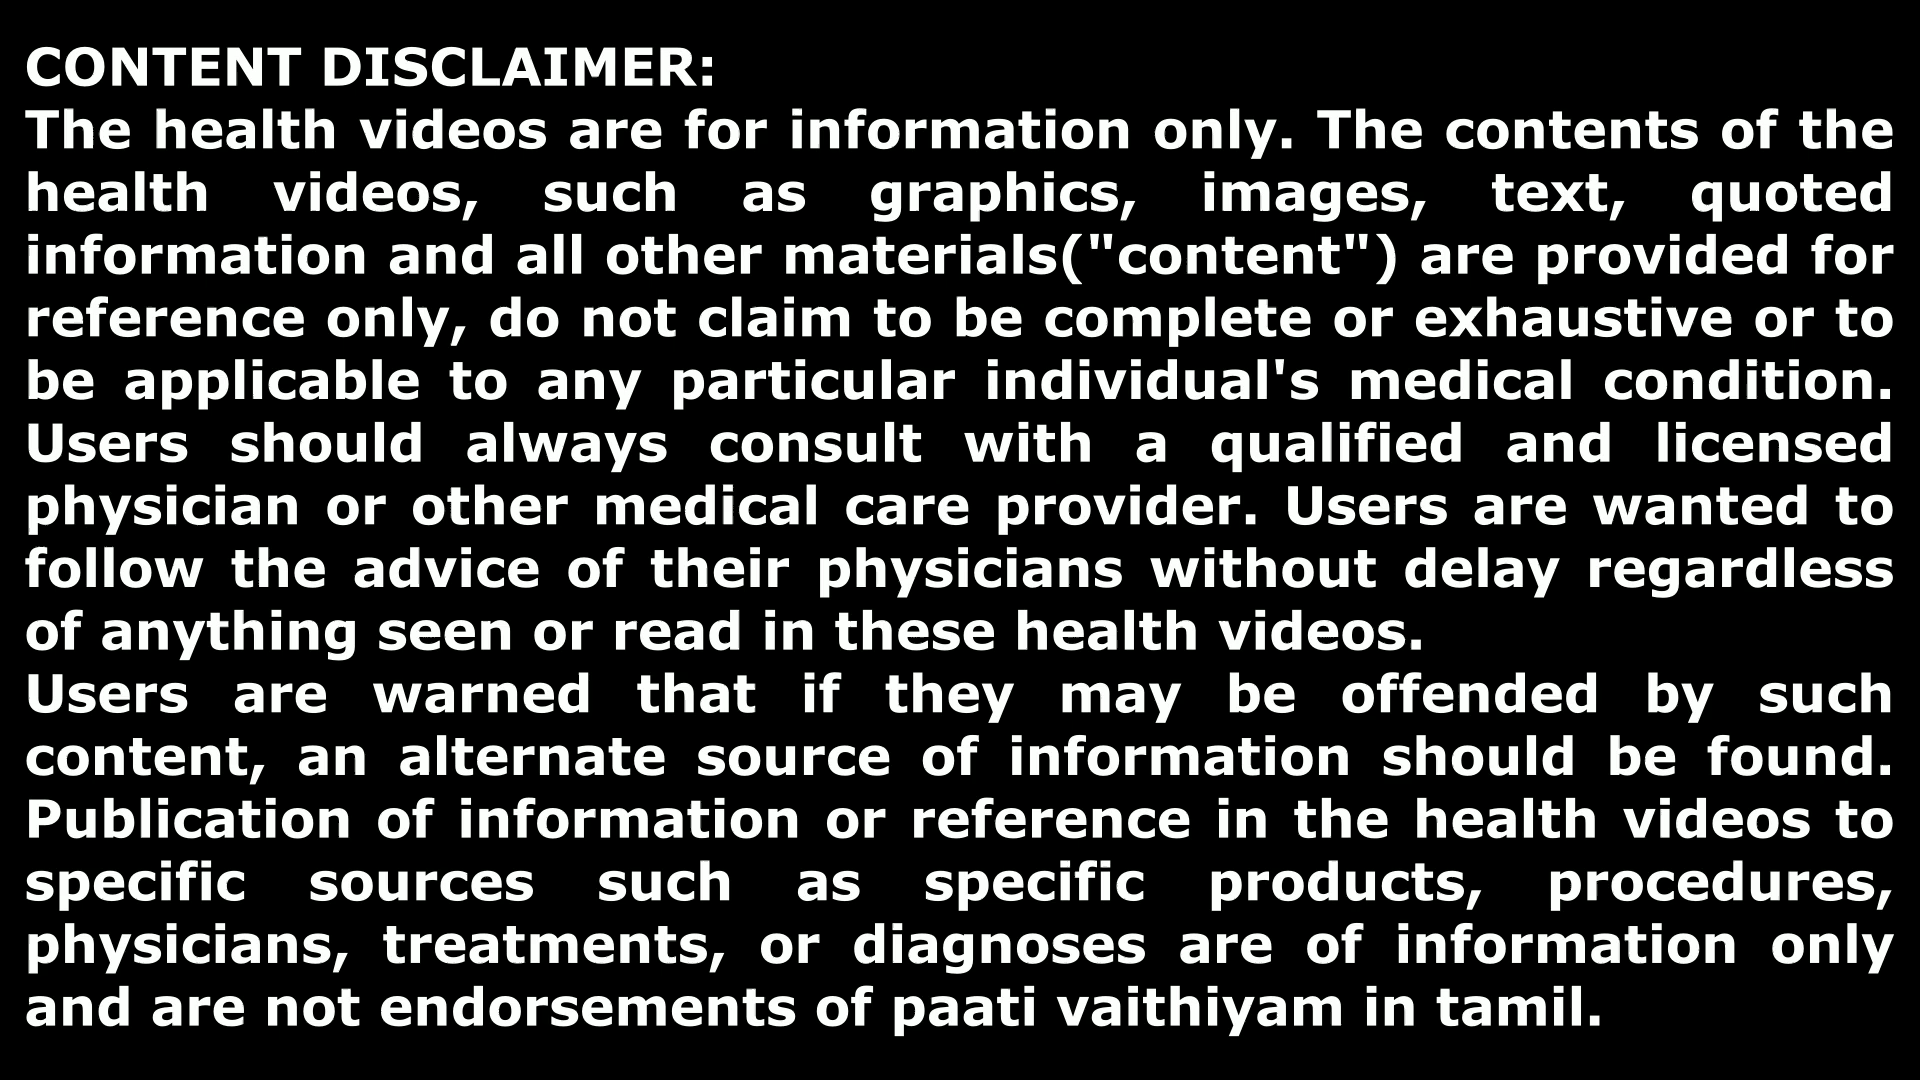 CONTENT DISCLAIMER:
The health videos are for information only. The contents of the
health videos, such as graphics, images, text, quoted
information and all other materials("content") are provided for
reference only, do not claim to be complete or exhaustive or to
be applicable to any particular individual's medical condition.
Users should always consult with a qualified and licensed
physician or other medical care provider. Users are wanted to
follow the advice of their physicians without delay regardless
of anything seen or read in these health videos.
Users are warned that if they may be offended by such
content, an alternate source of information should be found.
Publication of information or reference in the health videos to
specific sources such as specific products, procedures,
physicians, treatments, or diagnoses are of information only
and are not endorsements of paati vaithiyam in tamil.